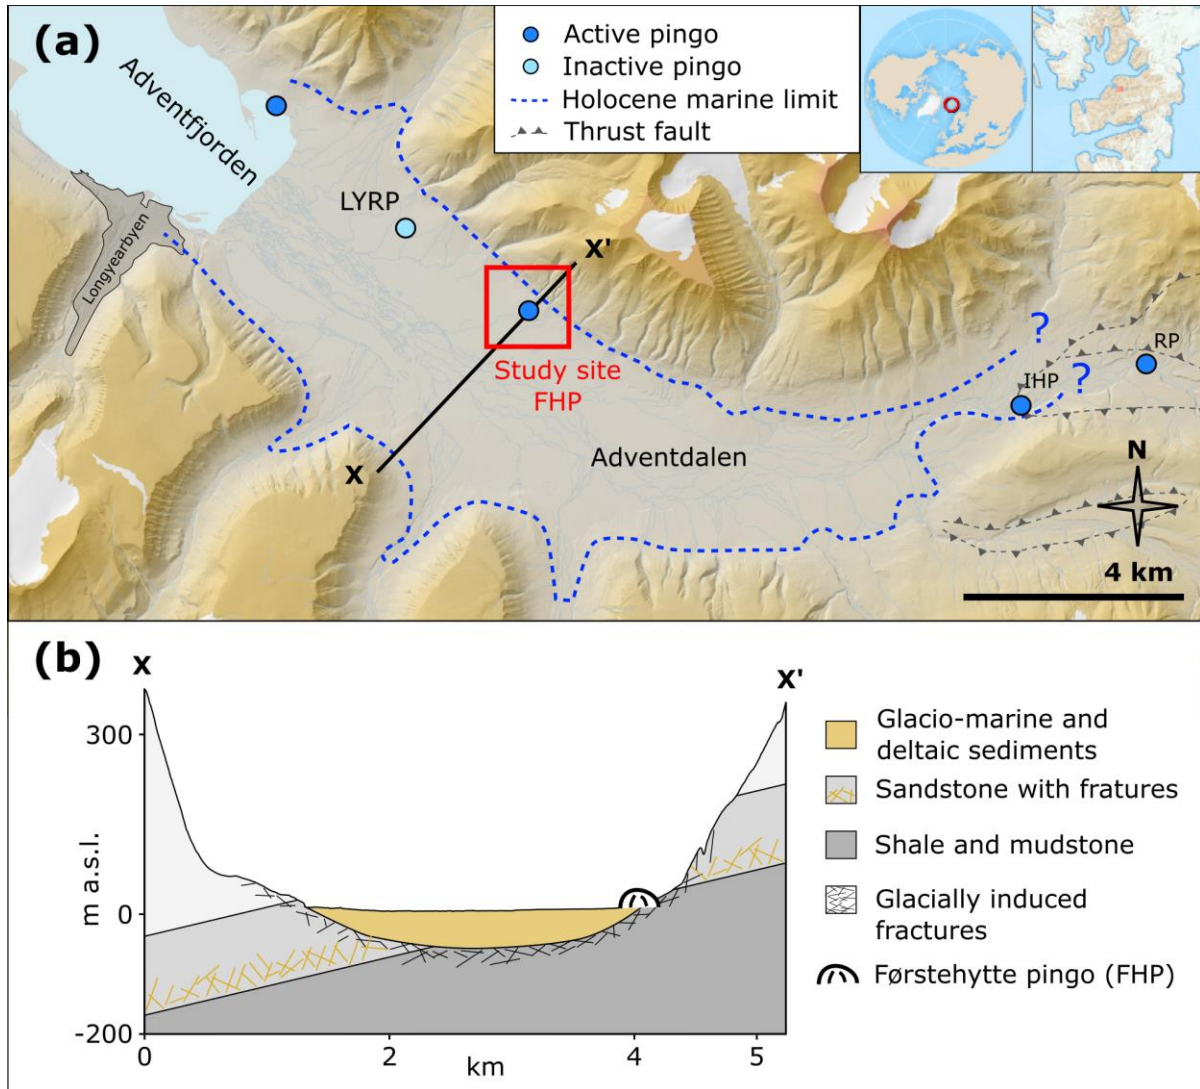 (a)
Adventfjorden
Active pingo
Inactive pingo
Holocene marine limit
Thrust fault
LYRP
Longyearbyen
X'
Study site
FHP
X
?
RP
IHP
?
Adventdalen
N
4 km
(b)
X
X'
300
0
-200
m a.s.l.
0
2
4
5
km
Glacio-marine and
deltaic sediments
Sandstone with fratures
Shale and mudstone
Glacially induced
fractures
Førstehytte pingo (FHP)